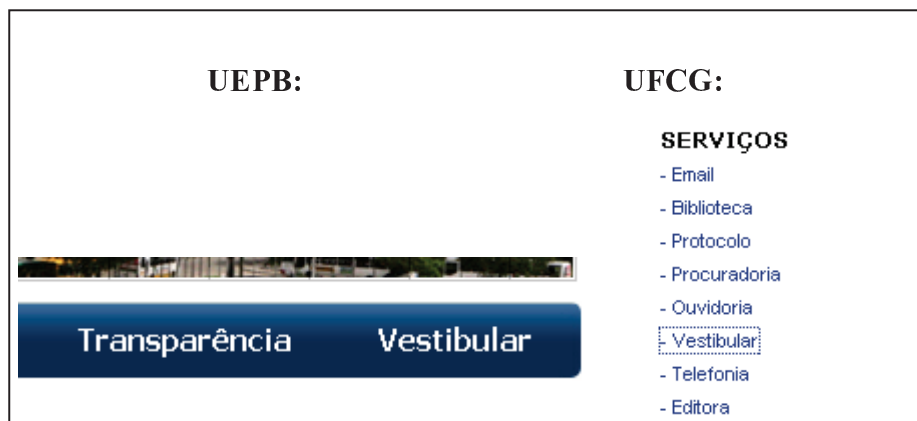 UEPB:
UFCG:
SERVIÇOS
- Email
- Biblioteca
- Protocolo
- Procuradoria
- Ouvidoria
- Vestibular
- Telefonia
- Editora
Transparência Vestibular